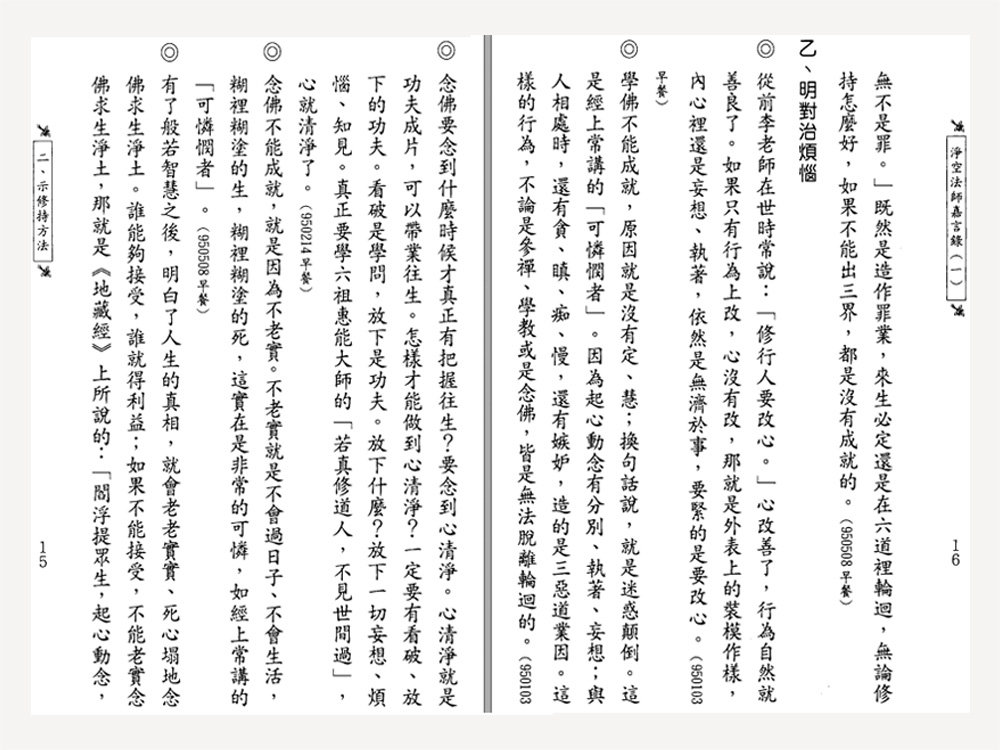 二、示修持方法
◎念佛要念到什麼時候才真正有把握往生？要念到心清淨。心清淨就是
功夫成片，可以帶業往生。怎樣才能做到心清淨？一定要有看破、放
下的功夫。看破是學問，放下是功夫。放下什麼？放下一切妄想、煩
惱、知見。真正要學六祖惠能大師的「若真修道人，不見世間過」，
心就清淨了。（950214早餐）
◎念佛不能成就，就是因為不老實。不老實就是不會過日子、不會生活，
糊裡糊塗的生，糊裡糊塗的死，這實在是非常的可憐，如經上常講的
「可憐憫者」。（950508早餐）
◎有了般若智慧之後，明白了人生的真相，就會老老實實、死心塌地念
佛求生淨土。誰能夠接受，誰就得利益；如果不能接受，不能老實念
佛求生淨土，那就是《地藏經》上所說的：「閻浮提眾生，起心動念，
15
淨空法師嘉言錄（一）
無不是罪。」既然是造作罪業，來生必定還是在六道裡輪迴，無論修
持怎麼好，如果不能出三界，都是沒有成就的。（950508早餐）
乙、明對治煩惱
◎從前李老師在世時常說：「修行人要改心。」心改善了，行為自然就
善良了。如果只有行為上改，心沒有改，那就是外表上的裝模作樣，
內心裡還是妄想、執著，依然是無濟於事，要緊的是要改心。（950103
早餐）
◎學佛不能成就，原因就是沒有定、慧；換句話說，就是迷惑顛倒。這
是經上常講的「可憐憫者」。因為起心動念有分別、執著、妄想；與
人相處時，還有貪、瞋、痴、慢，還有嫉妒，造的是三惡道業因。這
樣的行為，不論是參禪、學教或是念佛，皆是無法脫離輪迴的。（950103
16